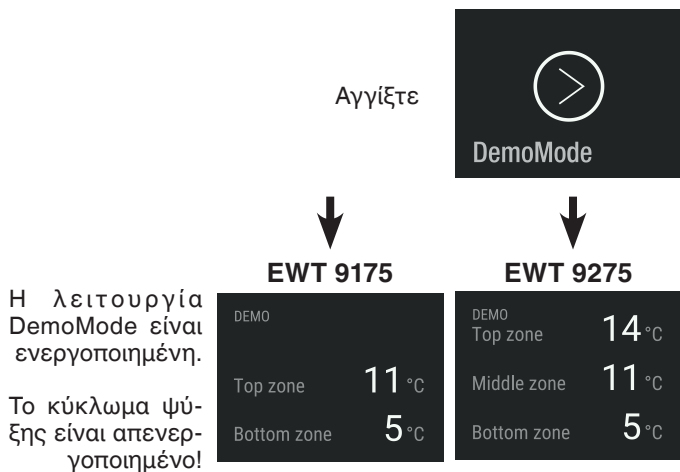 Αγγίξτε
DemoMode
EWT 9175
EWT 9275
Η λειτουργία
DemoMode είναι
ενεργοποιημένη.
Το κύκλωμα ψύ-
ξης είναι απενερ-
γοποιημένο!
DEMO
Top zone 11 °C
Bottom zone 5 °C
DEMO
Top zone 14 °C
Middle zone 11 °C
Bottom zone 5 °C